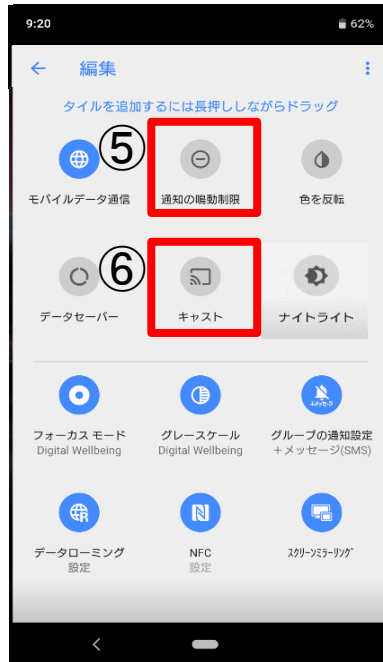 9:20
62%
編集
タイルを追加するには長押ししながらドラッグ
⑤
モバイルデータ通信
通知の鳴動制限
色を反転
⑥
データセーバー
キャスト
ナイトライト
フォーカス モード
Digital Wellbeing
グレースケール
Digital Wellbeing
グループの通知設定
+メッセージ(SMS)
データローミング
設定
NFC
設定
ｽｸﾘｰﾝﾐﾗｰﾘﾝｸﾞ